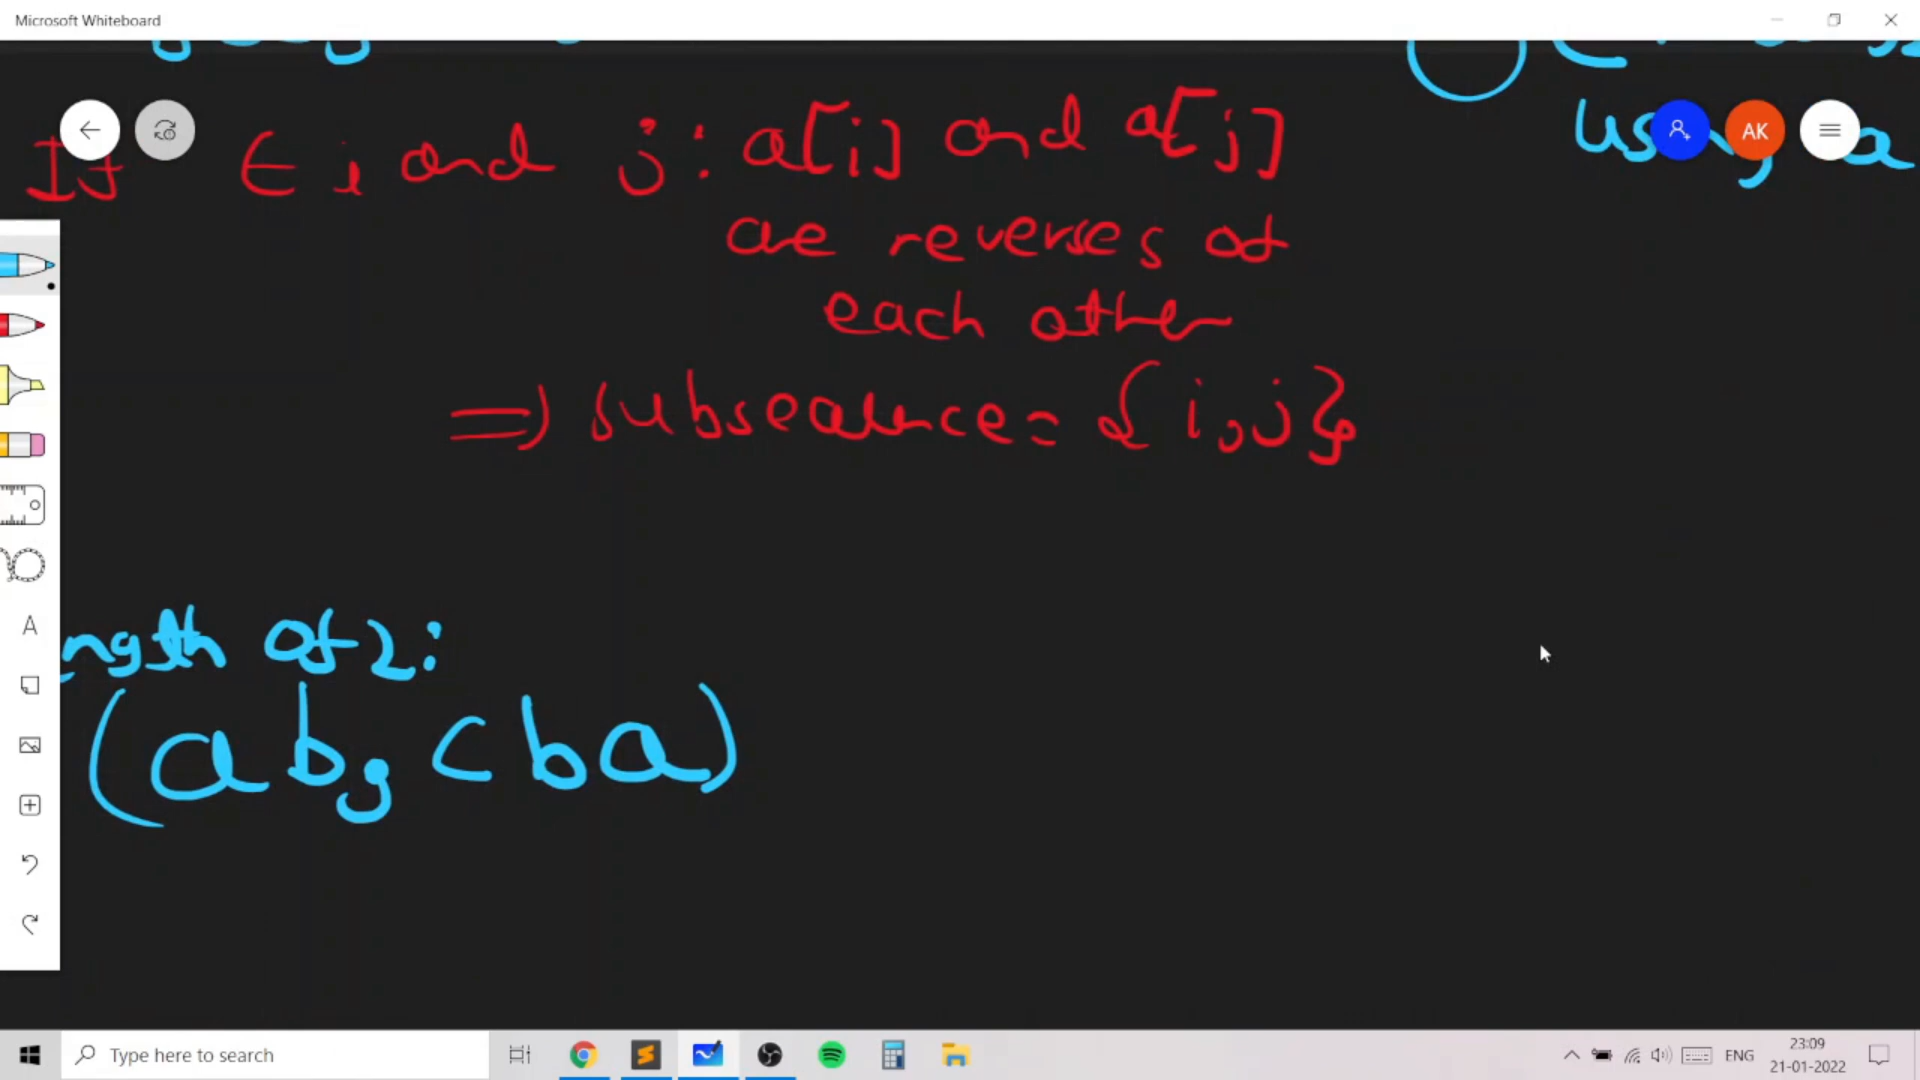 Microsoft Whiteboard
If ∈ i and j : a[i] and a[j]
are reverses of
each other
=> subsequence = {i, j}
AK
using a
A
ngth of 2:
(ab, cba)
Type here to search
ENG
23:09
21-01-2022